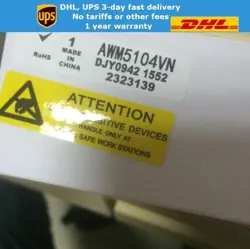 ups
DHL, UPS 3-day fast delivery
No tariffs or other fees
1 year warranty
DHL
RoHS
1
MADE IN
CHINA
AWM5104VN
DJY0942 1552
2323139
ATTENTION
SITIVE DEVICES
HANDLE ONLY AT
SAFE WORK STATIONS